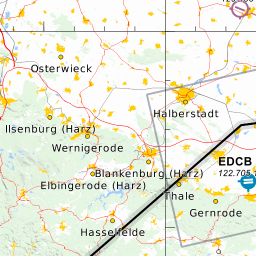 Osterwieck
Halberstadt
Ilsenburg (Harz)
Wernigerode
EDCB
Blankenburg (Harz)
122.705
Elbingerode (Harz)
Thale
Gernrode
Hasselfelde